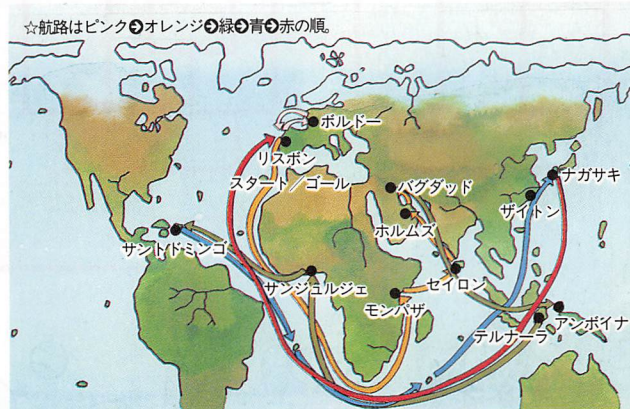 ☆航路はピンク➔オレンジ➔緑➔青➔赤の順。
ボルドー
リスボン
スタート／ゴール
バグダッド
ナガサキ
ザイトン
ホルムズ
サントドミンゴ
サンジュルジェ
セイロン
モンバザ
アンボイナ
テルナーラ